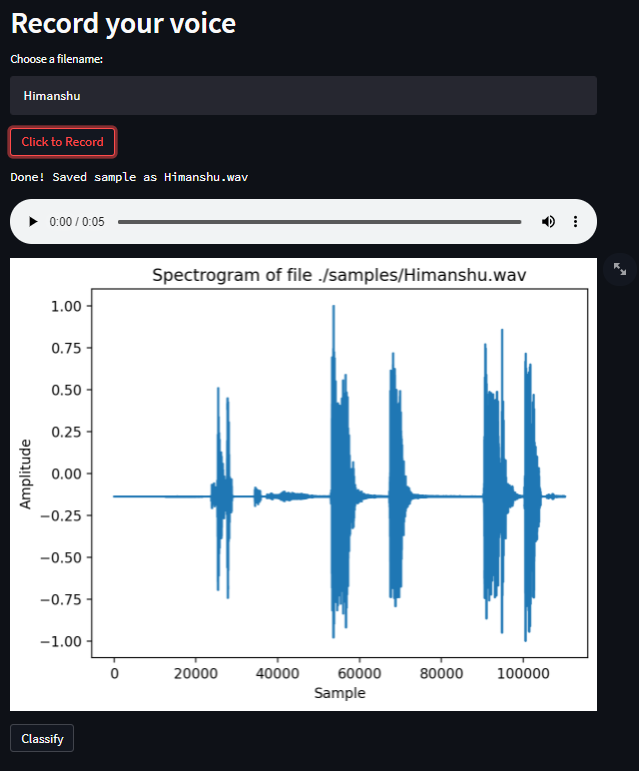 Record your voice
Choose a filename:
Himanshu
Click to Record
Done! Saved sample as Himanshu.wav
0:00 / 0:05
Spectrogram of file ./samples/Himanshu.wav
1.00
0.75
0.50
0.25
0.00
−0.25
−0.50
−0.75
−1.00
Amplitude
0 20000 40000 60000 80000 100000
Sample
Classify